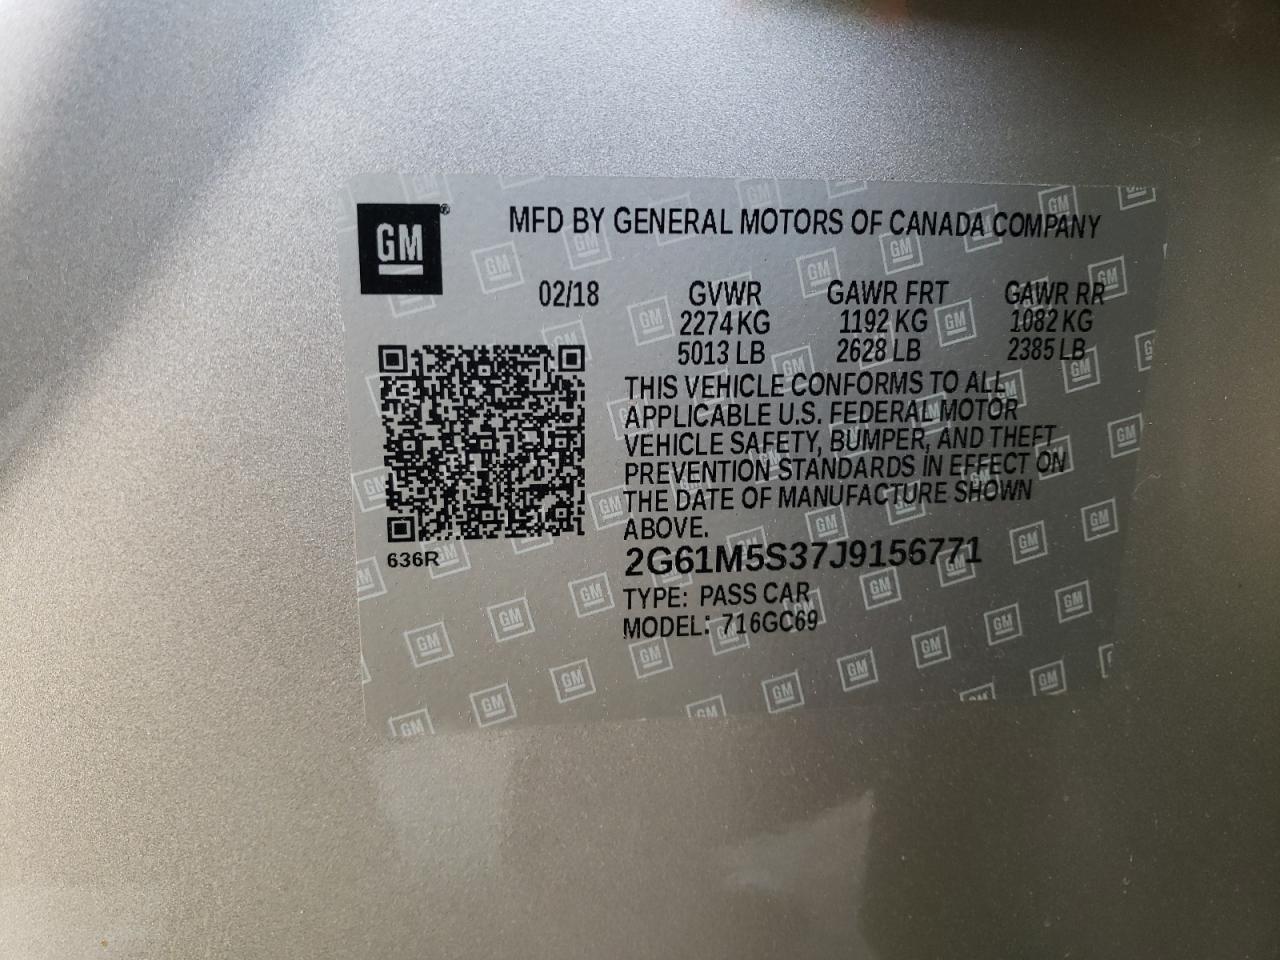 GM®
MFD BY GENERAL MOTORS OF CANADA COMPANY
02/18 GVWR GAWR FRT GAWR RR
2274 KG 1192 KG 1082 KG
5013 LB 2628 LB 2385 LB
THIS VEHICLE CONFORMS TO ALL
APPLICABLE U.S. FEDERAL MOTOR
VEHICLE SAFETY, BUMPER, AND THEFT
PREVENTION STANDARDS IN EFFECT ON
THE DATE OF MANUFACTURE SHOWN
ABOVE.
636R
2G61M5S37J9156771
TYPE: PASS CAR
MODEL: 716GC69